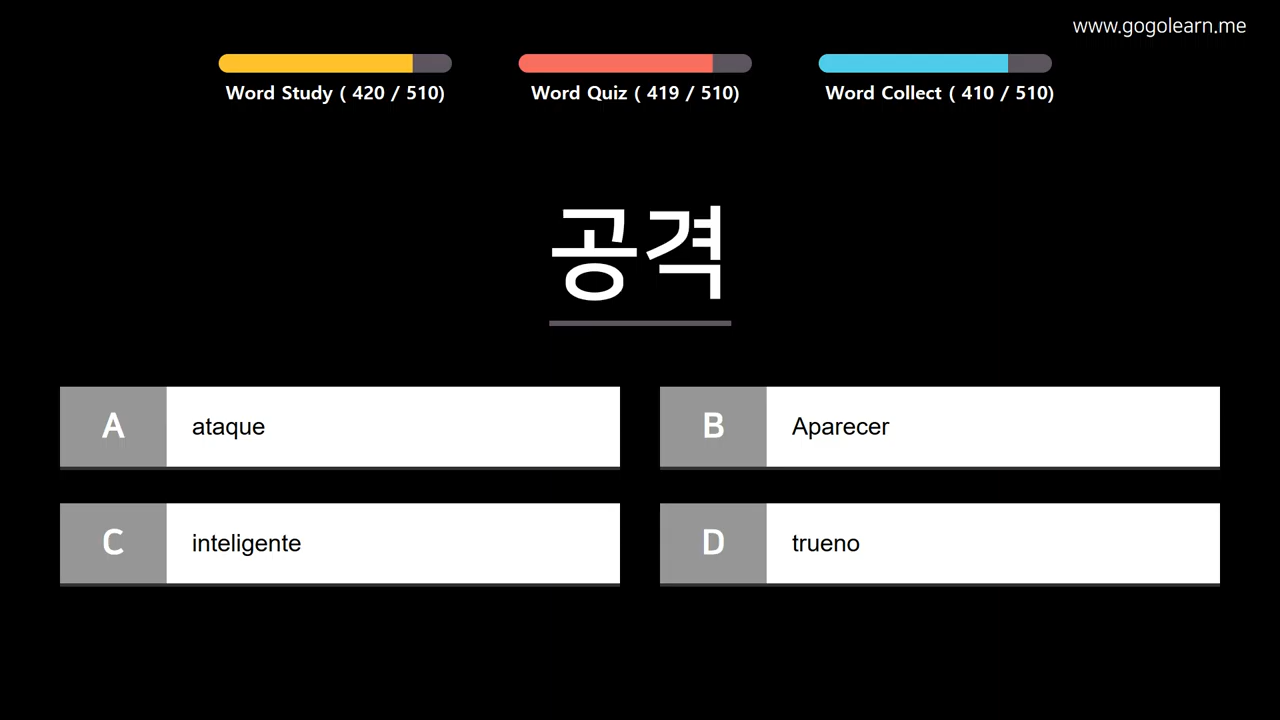 www.gogolearn.me
Word Study ( 420 / 510)
Word Quiz ( 419 / 510)
Word Collect ( 410 / 510)
공격
A ataque
B Aparecer
C inteligente
D trueno